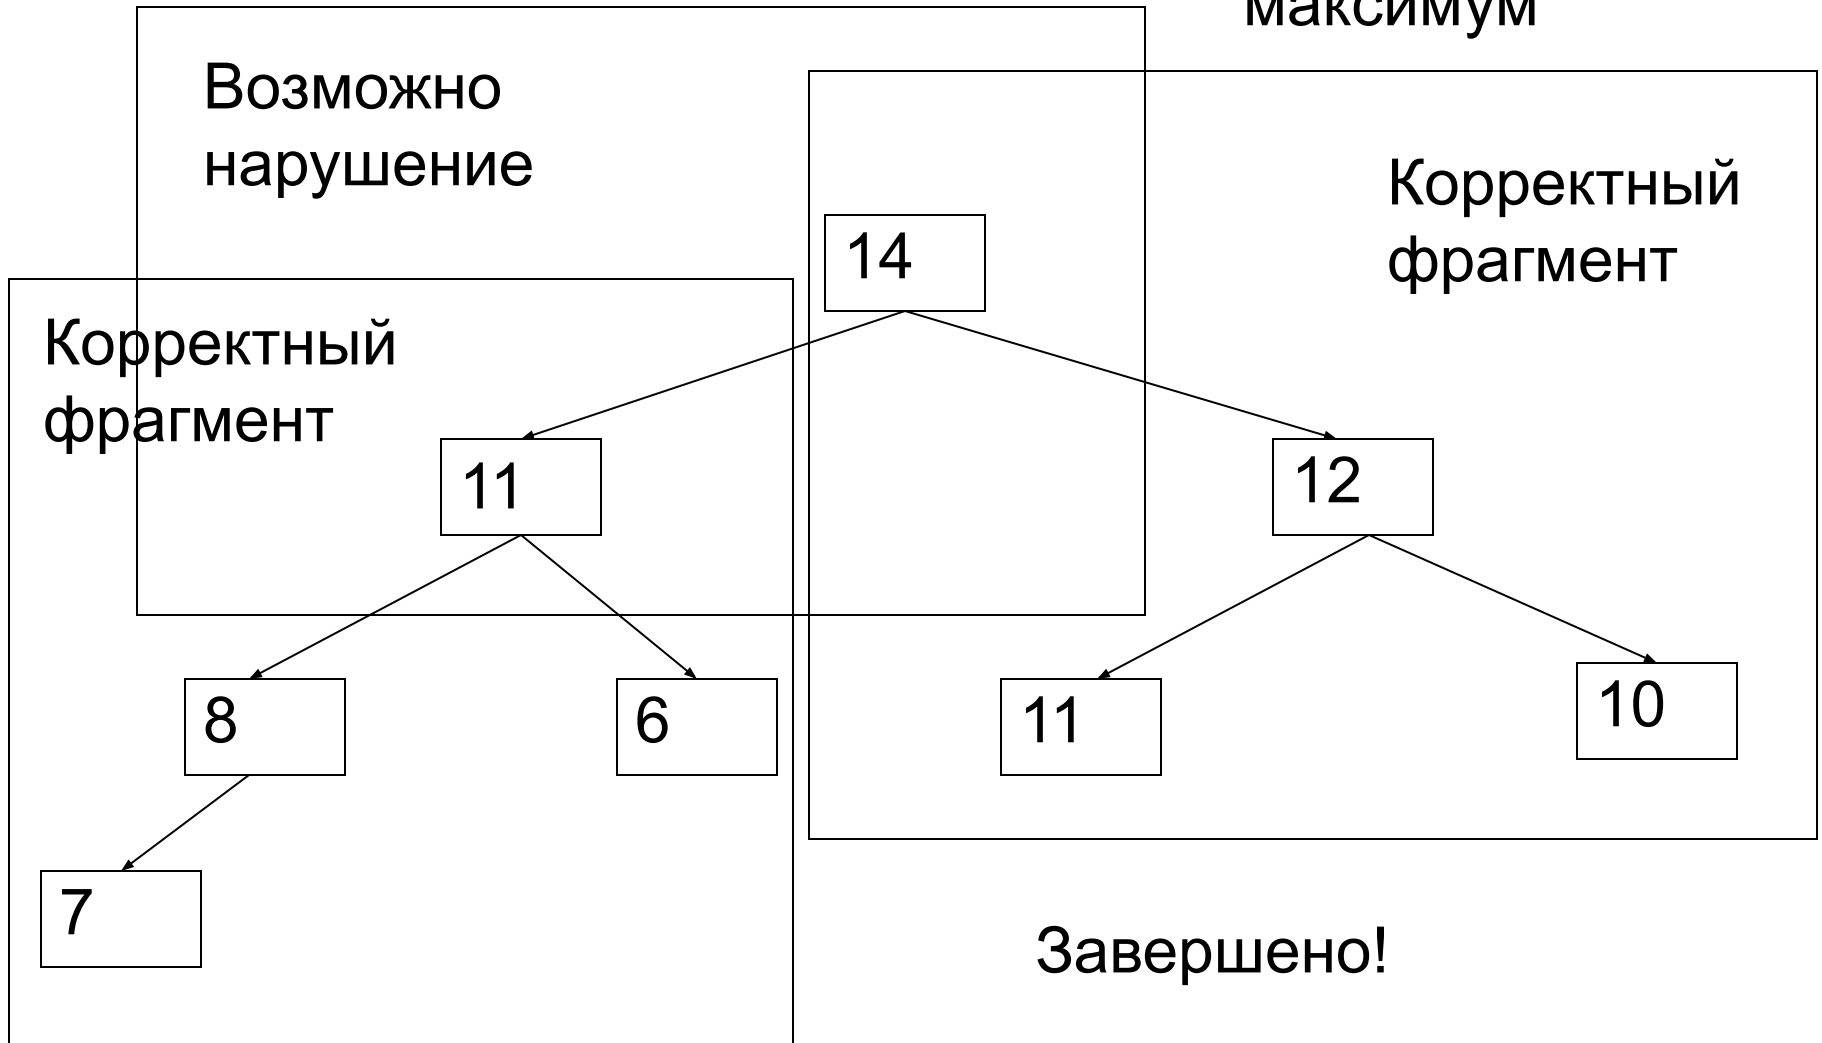 максимум
Возможно
нарушение
Корректный
фрагмент
14
Корректный
фрагмент
11
12
8
6
11
10
7
Завершено!